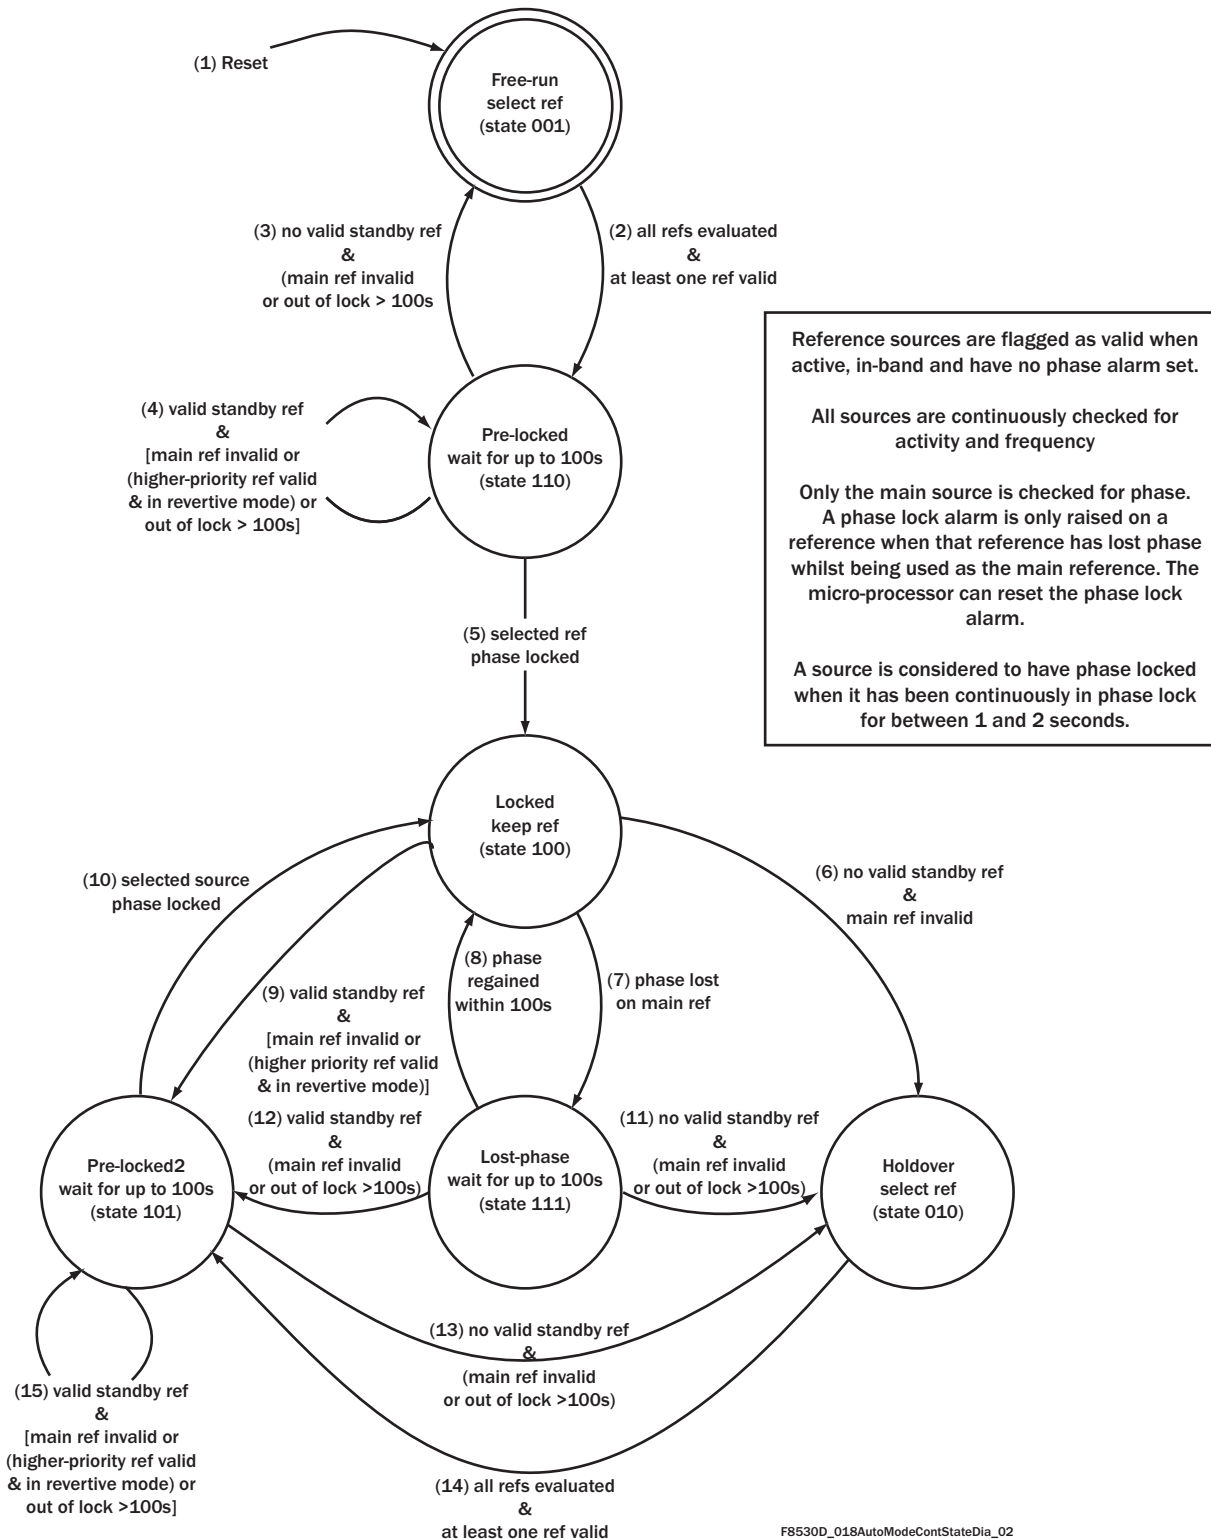 (1) Reset
Free-run
select ref
(state 001)
(3) no valid standby ref
&
(main ref invalid
or out of lock > 100s
(2) all refs evaluated
&
at least one ref valid
Reference sources are flagged as valid when
active, in-band and have no phase alarm set.
All sources are continuously checked for
activity and frequency
Only the main source is checked for phase.
A phase lock alarm is only raised on a
reference when that reference has lost phase
whilst being used as the main reference. The
micro-processor can reset the phase lock
alarm.
A source is considered to have phase locked
when it has been continuously in phase lock
for between 1 and 2 seconds.
(4) valid standby ref
&
[main ref invalid or
(higher-priority ref valid
& in revertive mode) or
out of lock > 100s]
Pre-locked
wait for up to 100s
(state 110)
(5) selected ref
phase locked
Locked
keep ref
(state 100)
(10) selected source
phase locked
(6) no valid standby ref
&
main ref invalid
(8) phase
regained
within 100s
(7) phase lost
on main ref
(9) valid standby ref
&
[main ref invalid or
(higher priority ref valid
& in revertive mode)]
(12) valid standby ref
&
(main ref invalid
or out of lock >100s)
(11) no valid standby ref
&
(main ref invalid
or out of lock >100s)
Pre-locked2
wait for up to 100s
(state 101)
Lost-phase
wait for up to 100s
(state 111)
Holdover
select ref
(state 010)
(13) no valid standby ref
&
(main ref invalid
or out of lock >100s)
(15) valid standby ref
&
[main ref invalid or
(higher-priority ref valid
& in revertive mode) or
out of lock >100s]
(14) all refs evaluated
&
at least one ref valid
F8530D_018AutoModeContStateDia_02